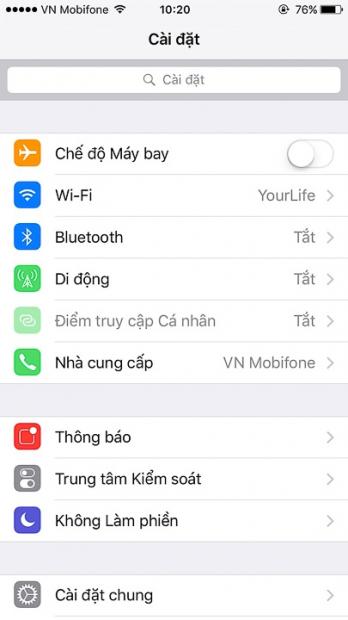 VN Mobifone 10:20 76%
Cài đặt
Cài đặt
Chế độ Máy bay
Wi-Fi YourLife
Bluetooth Tắt
Di động Tắt
Điểm truy cập Cá nhân Tắt
Nhà cung cấp VN Mobifone
Thông báo
Trung tâm Kiểm soát
Không Làm phiền
Cài đặt chung